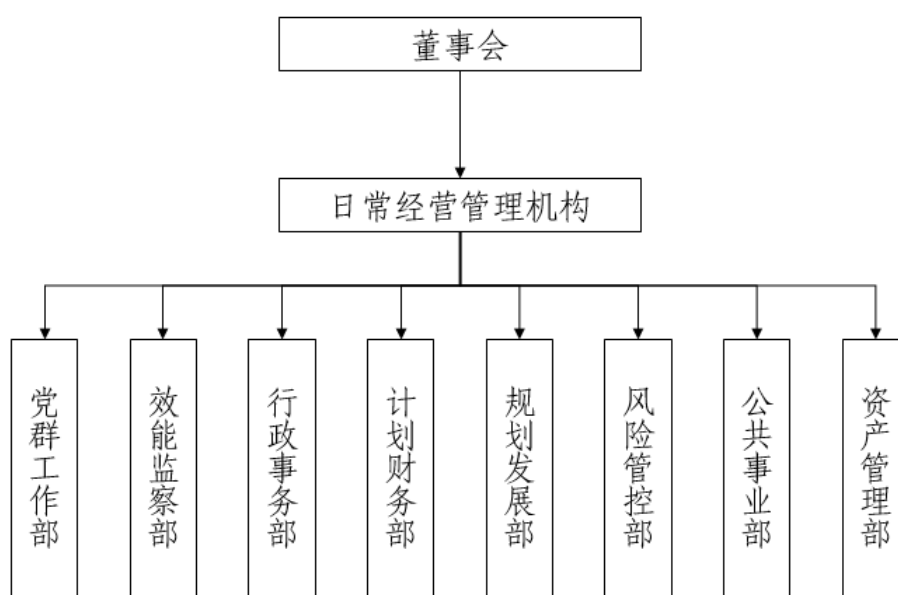 董事会
日常经营管理机构
党群工作部
效能监察部
行政事务部
计划财务部
规划发展部
风险管控部
公共事业部
资产管理部